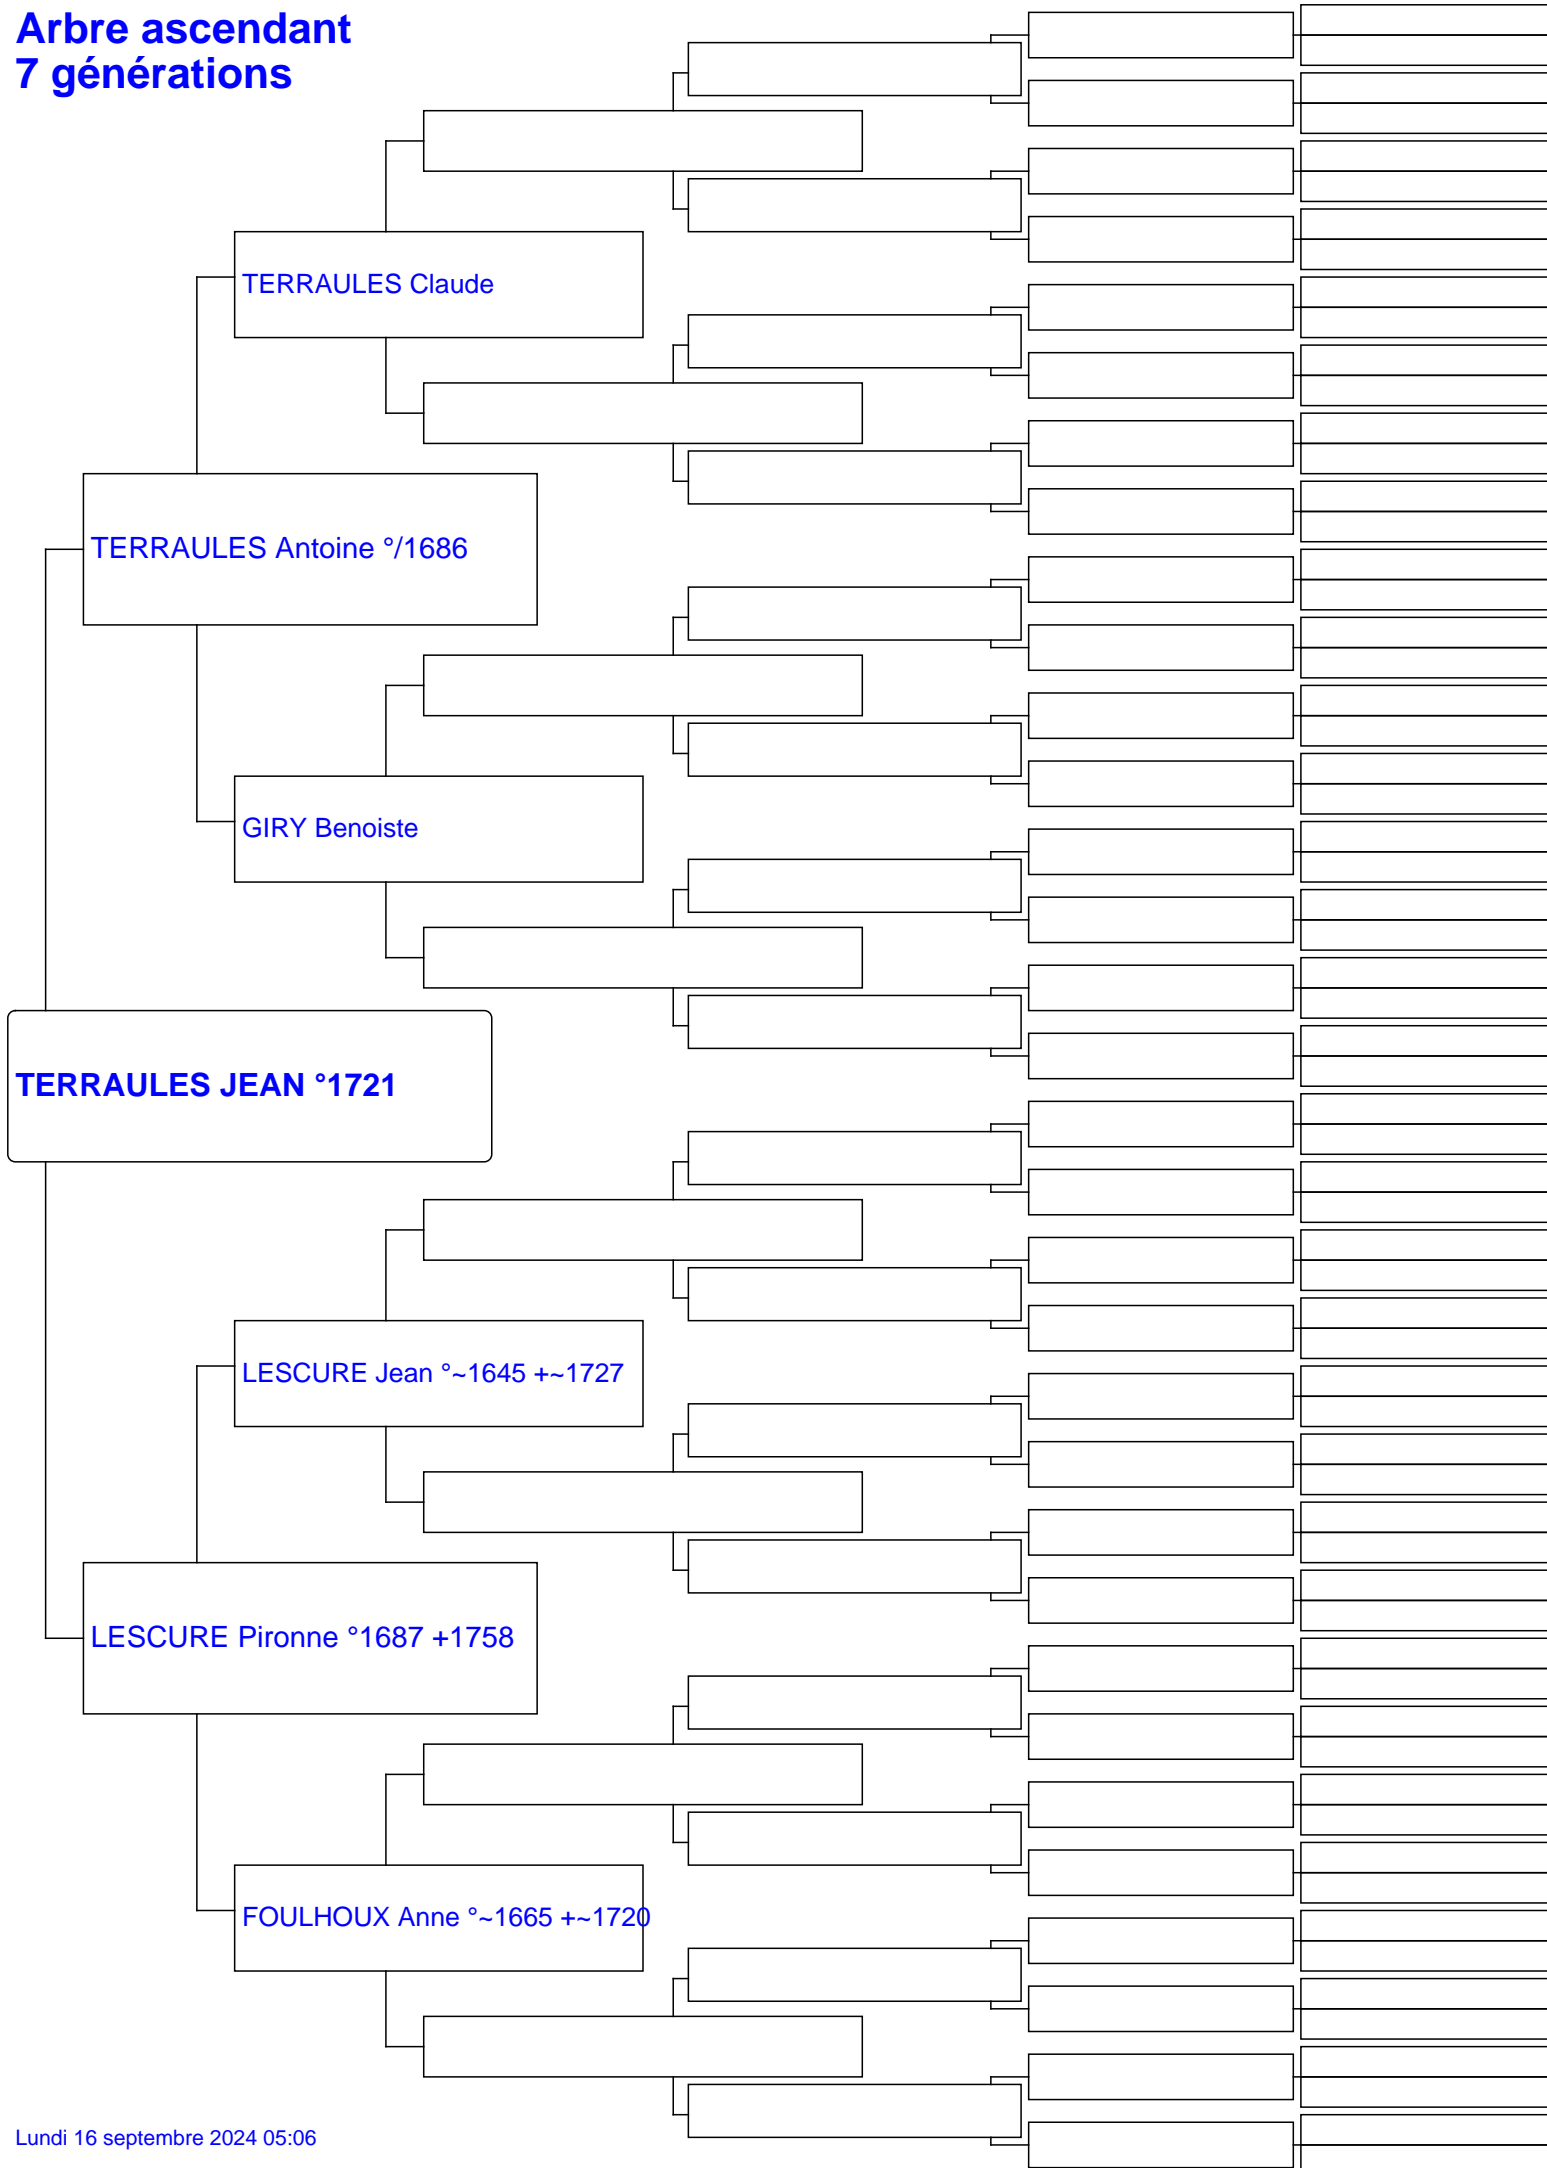 Arbre ascendant
7 générations
TERRAULES Claude
TERRAULES Antoine °/1686
GIRY Benoiste
TERRAULES JEAN °1721
LESCURE Jean °~1645 +~1727
LESCURE Pironne °1687 +1758
FOULHOUX Anne °~1665 +~1720
Lundi 16 septembre 2024 05:06